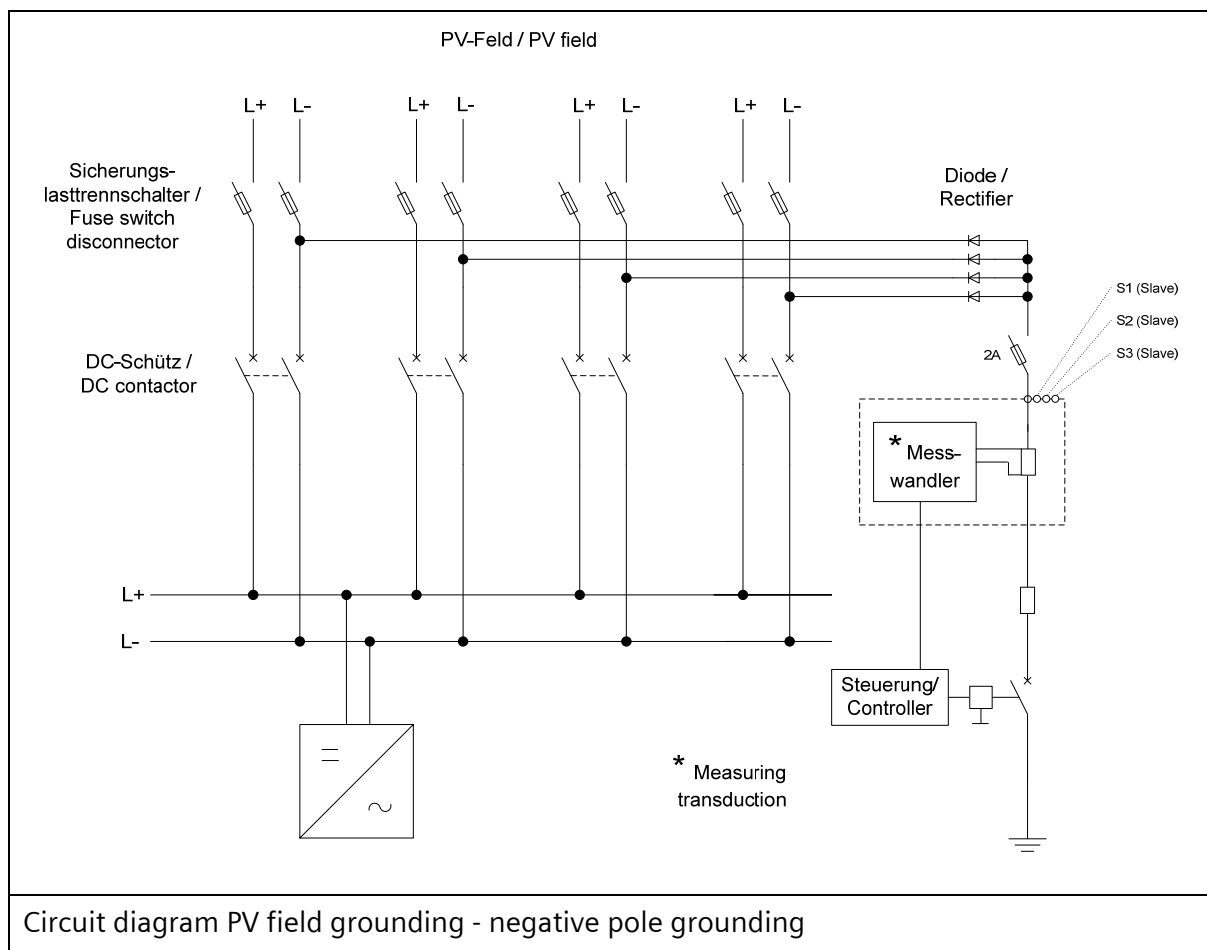 PV-Feld / PV field
L+ L- L+ L- L+ L- L+ L-
Sicherungs-
lasttrennschalter /
Fuse switch
disconnector
Diode /
Rectifier
S1 (Slave)
S2 (Slave)
S3 (Slave)
2A
DC-Schütz /
DC contactor
* Mess-
wandler
L+
L-
Steuerung/
Controller
* Measuring
transduction
Circuit diagram PV field grounding - negative pole grounding